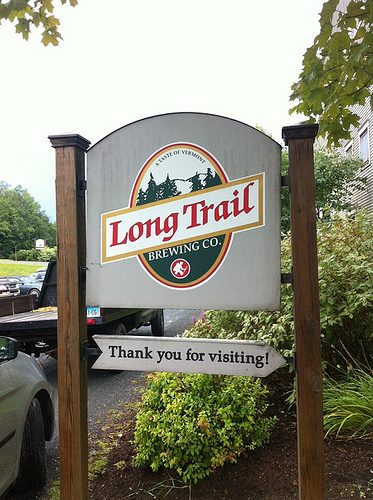 A TASTE OF VERMONT
Long Trail
BREWING CO.
Thank you for visiting!